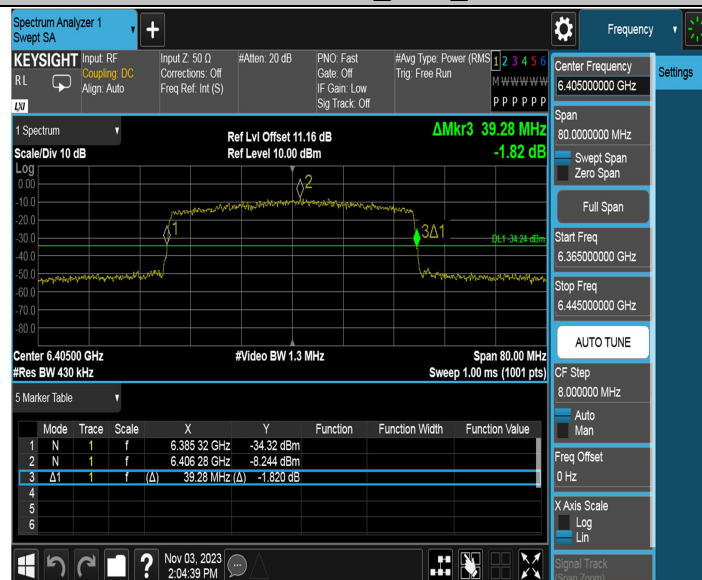 Spectrum Analyzer 1
Swept SA
Frequency
KEYSIGHT
RL
LXI
Input: RF
Coupling: DC
Align: Auto
Input Z: 50 Ω
Corrections: Off
Freq Ref: Int (S)
#Atten: 20 dB
PNO: Fast
Gate: Off
IF Gain: Low
Sig Track: Off
#Avg Type: Power (RMS
Trig: Free Run
1 2 3 4 5 6
M W W W W W
P P P P P P
1 Spectrum
Scale/Div 10 dB
Ref Lvl Offset 11.16 dB
Ref Level 10.00 dBm
ΔMkr3 39.28 MHz
-1.82 dB
Log
0.00
-10.0
-20.0
-30.0
-40.0
-50.0
-60.0
-70.0
-80.0
1
2
3Δ1
DL1 -34.24 dBm
Center 6.40500 GHz
#Video BW 1.3 MHz
Span 80.00 MHz
#Res BW 430 kHz
Sweep 1.00 ms (1001 pts)
5 Marker Table
Mode Trace Scale X Y Function Function Width Function Value
1 N 1 f 6.385 32 GHz -34.32 dBm
2 N 1 f 6.406 28 GHz -8.244 dBm
3 Δ1 1 f (Δ) 39.28 MHz (Δ) -1.820 dB
4
5
6
Nov 03, 2023
2:04:39 PM
Center Frequency
6.405000000 GHz
Span
80.0000000 MHz
Swept Span
Zero Span
Full Span
Start Freq
6.365000000 GHz
Stop Freq
6.445000000 GHz
AUTO TUNE
CF Step
8.000000 MHz
Auto
Man
Freq Offset
0 Hz
X Axis Scale
Log
Lin
Signal Track
(Span Zoom)
Settings